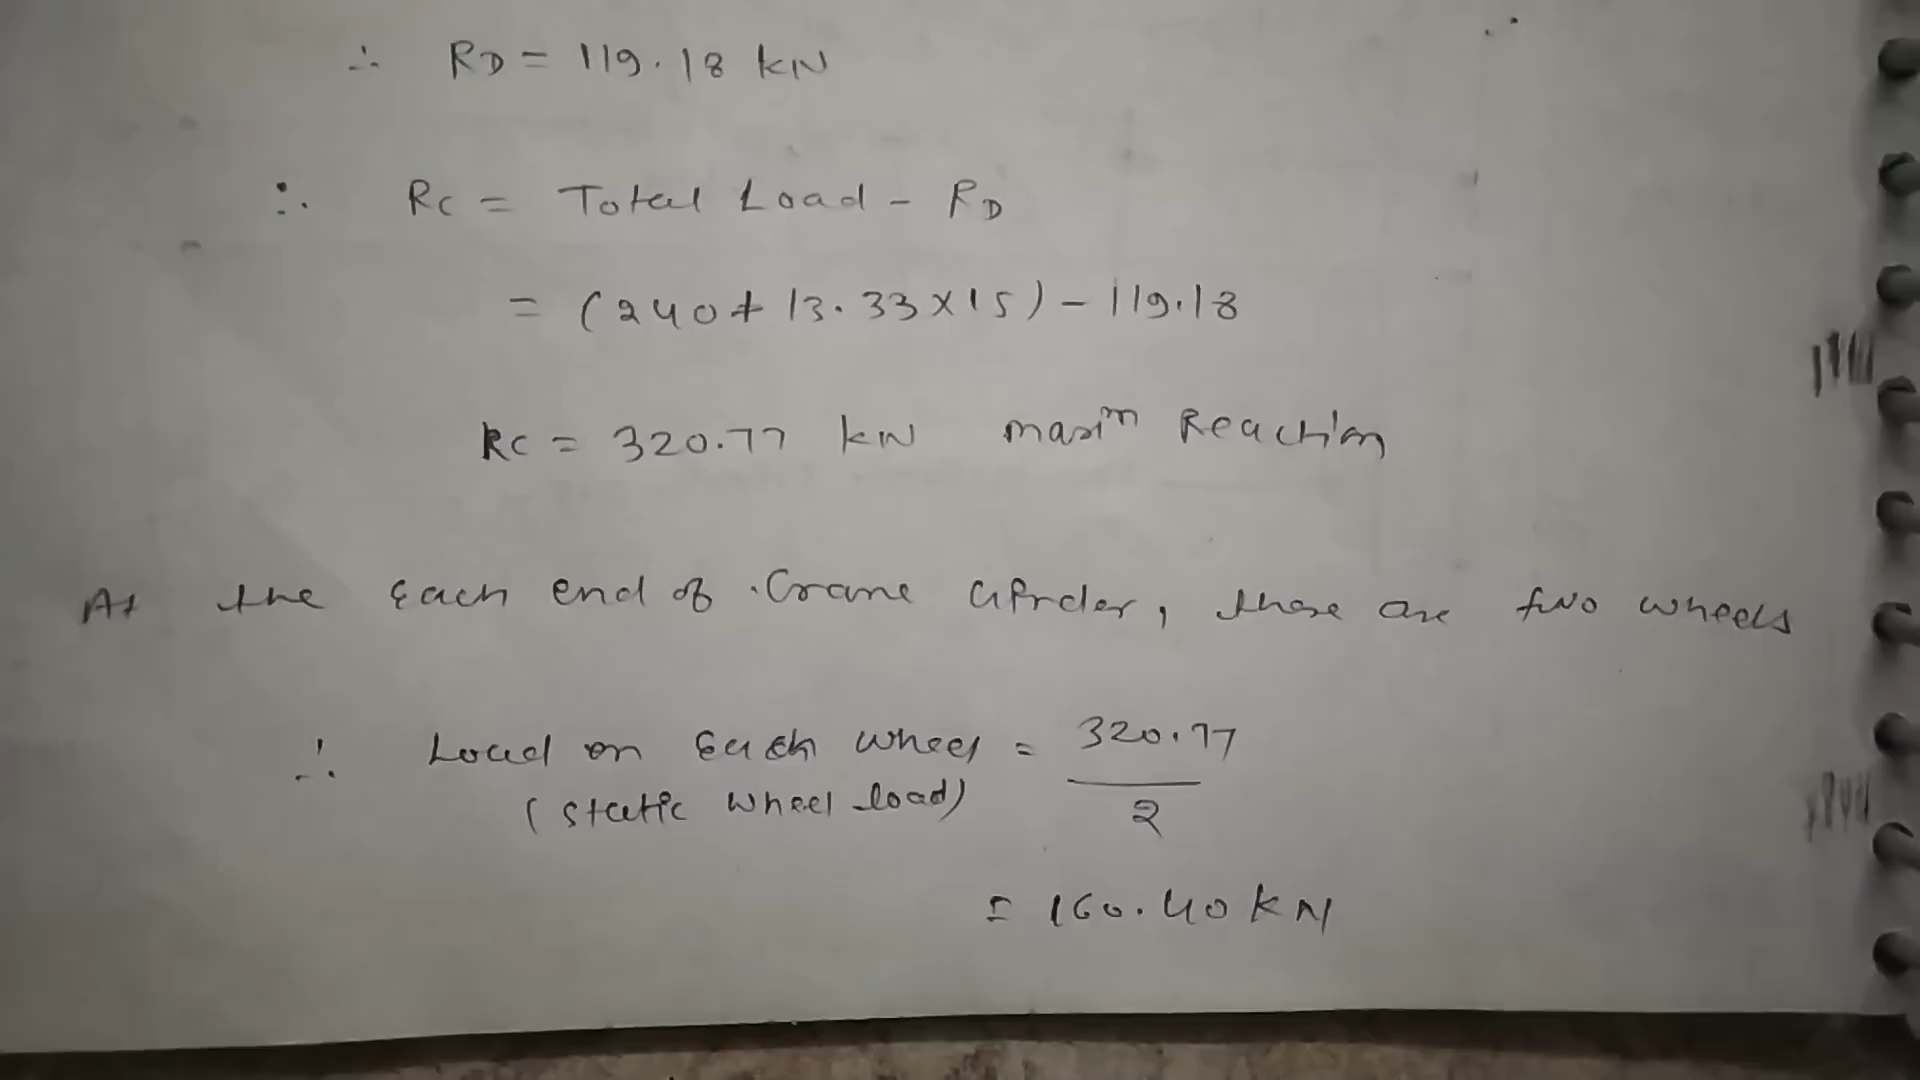 ∴ RD = 119.18 kN
∴ RC = Total Load - RD
= (240 + 13.33 x 15) - 119.18
RC = 320.77 kN maxim Reaction
At the Each end of Crane Girder, there are two wheels
∴ Load on Each wheel = 320.77
(static wheel load) 2
= 160.40 kN